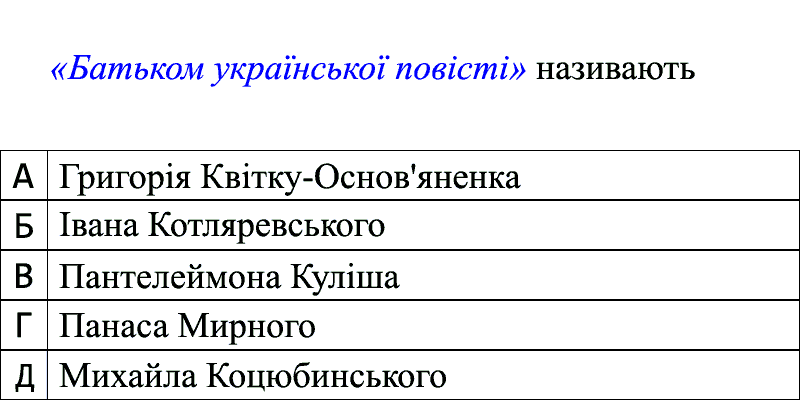 «Батьком української повісті» називають
А Григорія Квітку-Основ'яненка
Б Івана Котляревського
В Пантелеймона Куліша
Г Панаса Мирного
Д Михайла Коцюбинського